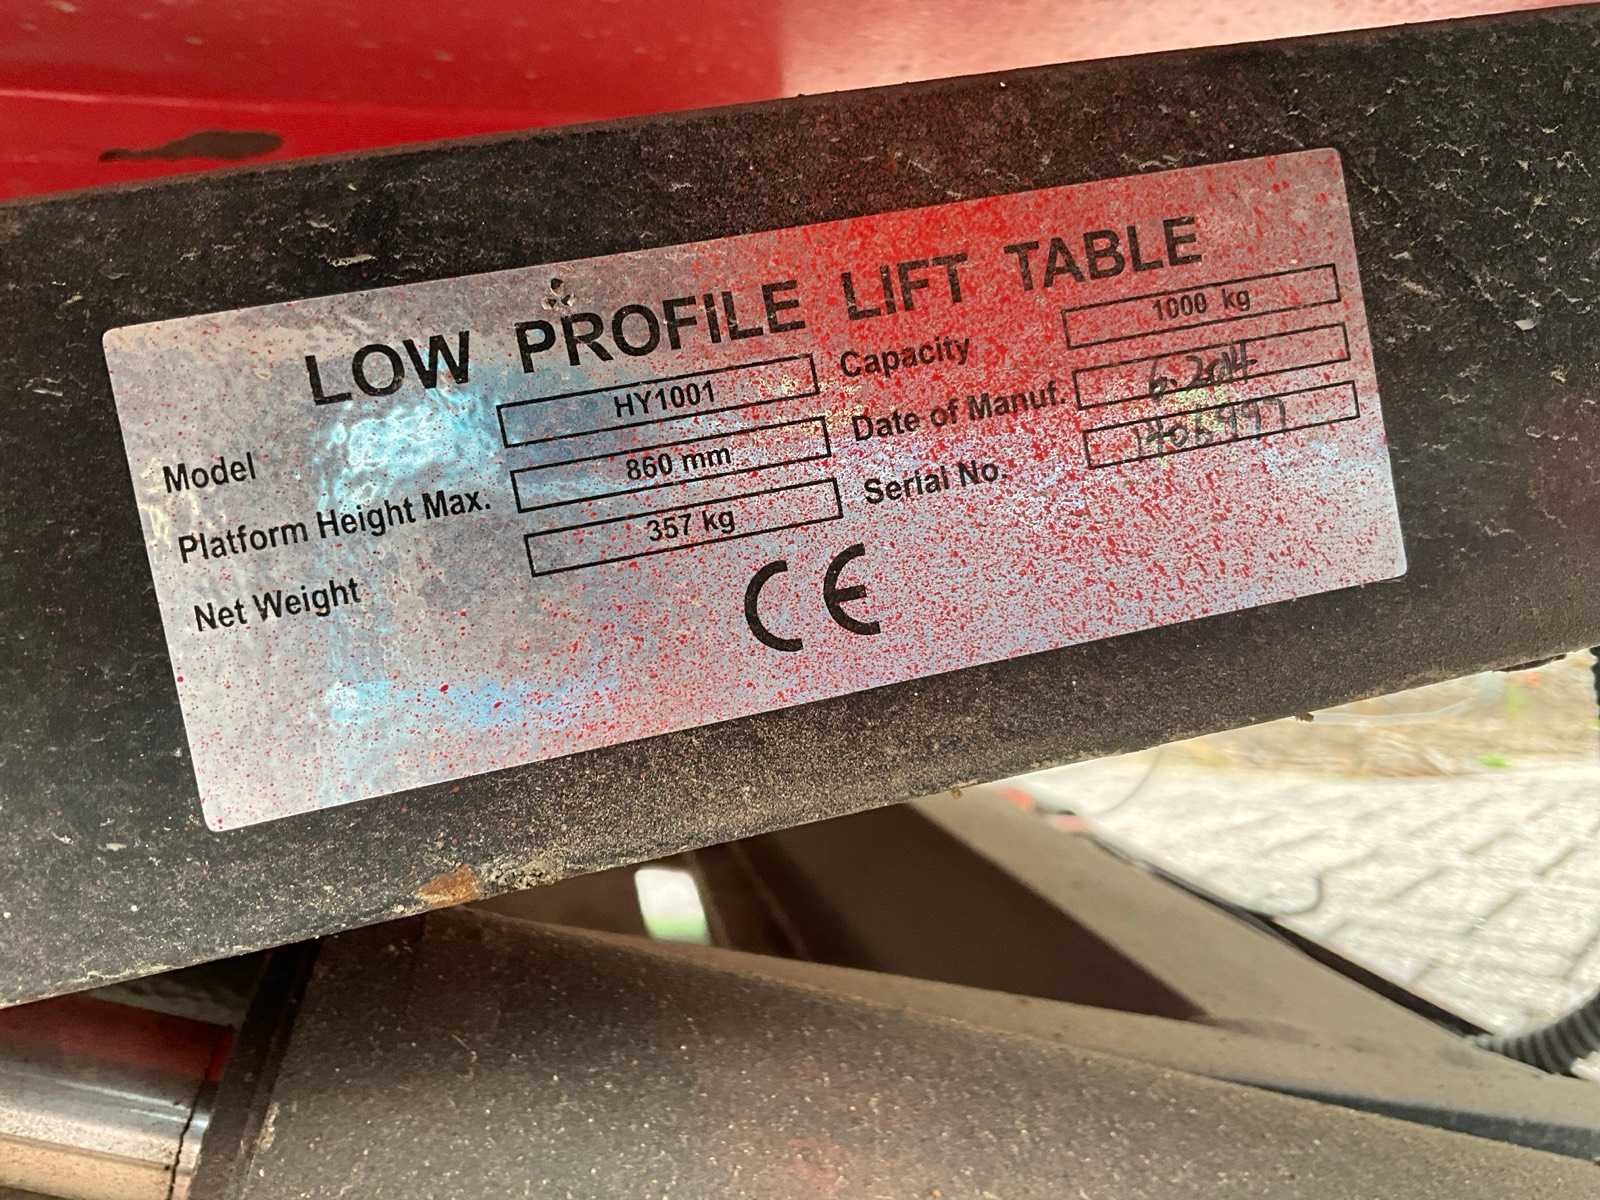 LOW PROFILE LIFT TABLE
Model HY1001 Capacity 1000 kg
Platform Height Max. 860 mm Date of Manuf. 6.2014
Net Weight 357 kg Serial No.
CE